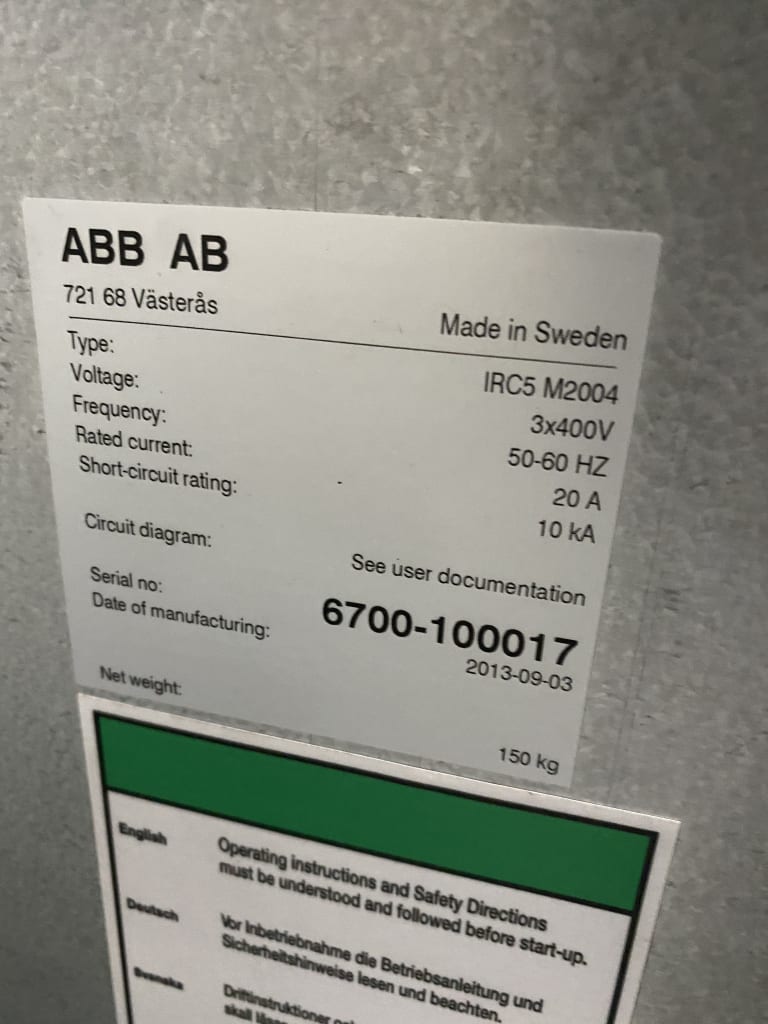 ABB AB
721 68 Västerås
Made in Sweden
Type: IRC5 M2004
Voltage: 3x400V
Frequency: 50-60 HZ
Rated current: 20 A
Short-circuit rating: 10 kA
Circuit diagram: See user documentation
Serial no: 6700-100017
Date of manufacturing: 2013-09-03
Net weight: 150 kg
English Operating instructions and Safety Directions
must be understood and followed before start-up.
Deutsch Vor Inbetriebnahme die Betriebsanleitung und
Sicherheitshinweise lesen und beachten.
Svenska Driftinstruktioner
skall